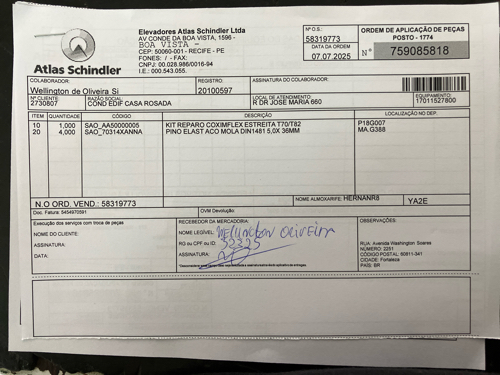 Elevadores Atlas Schindler Ltda
AV CONDE DA BOA VISTA, 1596 -
BOA VISTA -
CEP: 50060-001 - RECIFE - PE
FONES: / - FAX:
CNPJ: 00.028.986/0016-94
I.E.: 000.543.055.
Atlas Schindler
Nº O.S.:
58319773
DATA DA ORDEM
07.07.2025
ORDEM DE APLICAÇÃO DE PEÇAS
POSTO - 1774
Nº 759085818
COLABORADOR: REGISTRO: ASSINATURA DO COLABORADOR:
Wellington de Oliveira Si 20100597
Nº CLIENTE: RAZÃO SOCIAL: LOCAL DE ATENDIMENTO: EQUIPAMENTO:
2730807 COND EDIF CASA ROSADA R DR JOSE MARIA 660 17011527800
ITEM QUANTIDADE CÓDIGO DESCRIÇÃO LOCALIZAÇÃO NO DEP.
10 1,000 SAO_AA50000005 KIT REPARO COXIMFLEX ESTREITA T70/T82 P18G007
20 4,000 SAO_70314XANNA PINO ELAST ACO MOLA DIN1481 5,0X 36MM MA.G388
N.O ORD. VEND.: 58319773 NOME ALMOXARIFE: HERNANR8 YA2E
Doc. Fatura: 5454970591 OVM Devolução:
Execução dos serviços com troca de peças
NOME DO CLIENTE:
ASSINATURA:
DATA:
RECEBEDOR DA MERCADORIA:
NOME LEGÍVEL: Wellington Oliveira
RG ou CPF ou ID: 32325
ASSINATURA:
OBSERVAÇÕES:
RUA: Avenida Washington Soares
NÚMERO: 2251
CÓDIGO POSTAL: 60811-341
CIDADE: Fortaleza
PAÍS: BR